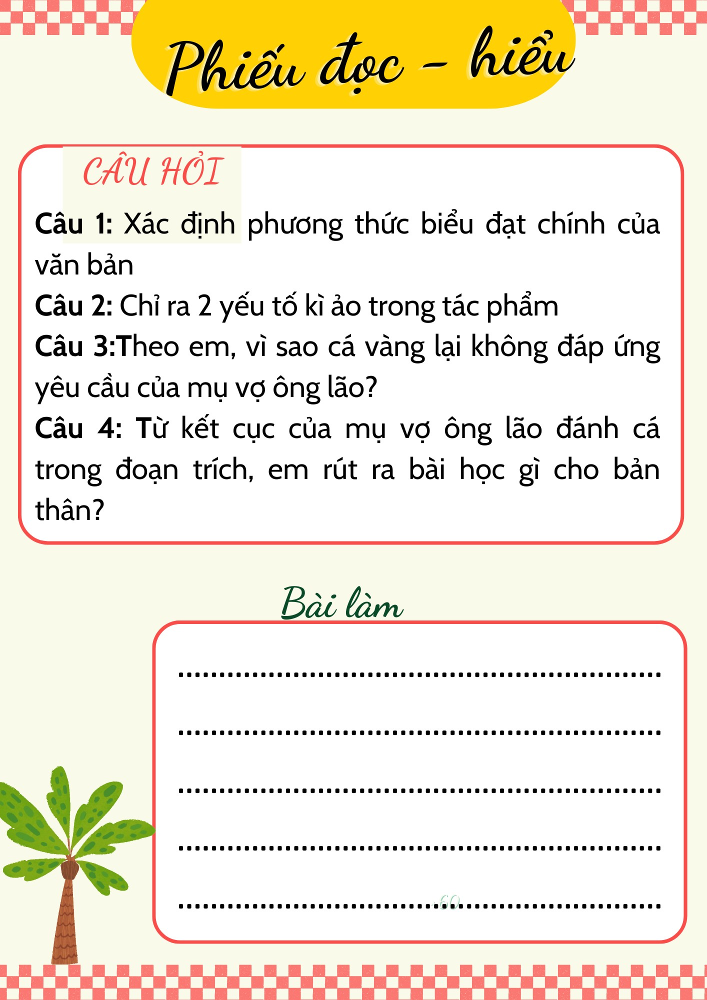 Phiếu đọc - hiểu
CÂU HỎI
Câu 1: Xác định phương thức biểu đạt chính của
văn bản
Câu 2: Chỉ ra 2 yếu tố kì ảo trong tác phẩm
Câu 3:Theo em, vì sao cá vàng lại không đáp ứng
yêu cầu của mụ vợ ông lão?
Câu 4: Từ kết cục của mụ vợ ông lão đánh cá
trong đoạn trích, em rút ra bài học gì cho bản
thân?
Bài làm
................................................................
................................................................
................................................................
................................................................
................................................................
60